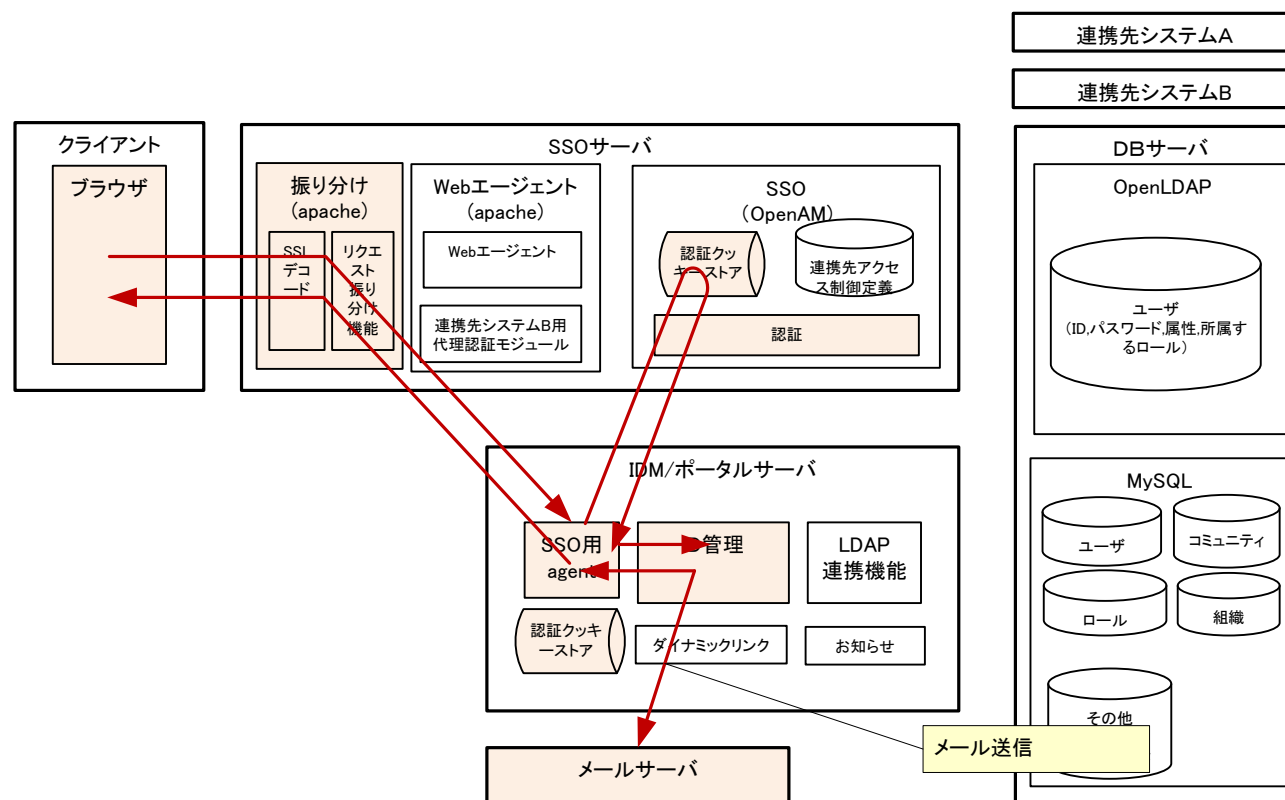 連携先システムA
連携先システムB
クライアント
ブラウザ
SSOサーバ
振り分け
(apache)
SSL
デコ
ード
リクエ
スト
振り
分け
機能
Webエージェント
(apache)
Webエージェント
連携先システムB用
代理認証モジュール
SSO
(OpenAM)
認証クッ
キーストア
連携先アクセ
ス制御定義
認証
DBサーバ
OpenLDAP
ユーザ
(ID,パスワード,属性,所属す
るロール)
MySQL
ユーザ
コミュニティ
ロール
組織
その他
IDM/ポータルサーバ
SSO用
agent
ID管理
LDAP
連携機能
認証クッキ
ーストア
ダイナミックリンク
お知らせ
メール送信
メールサーバ